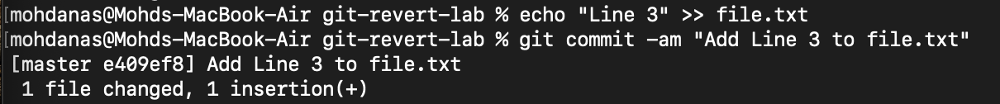 [mohdanas@Mohds-MacBook-Air git-revert-lab % echo "Line 3" >> file.txt
[mohdanas@Mohds-MacBook-Air git-revert-lab % git commit -am "Add Line 3 to file.txt"
[master e409ef8] Add Line 3 to file.txt
1 file changed, 1 insertion(+)